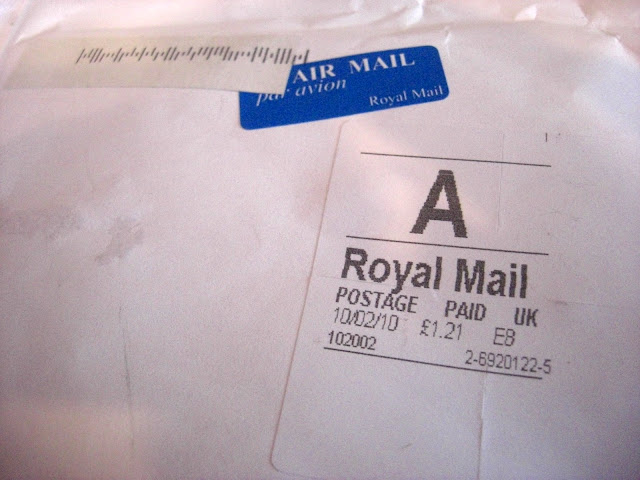 AIR MAIL
par avion
Royal Mail
A
Royal Mail
POSTAGE PAID UK
10/02/10 £1.21 E8
102002
2-6920122-5